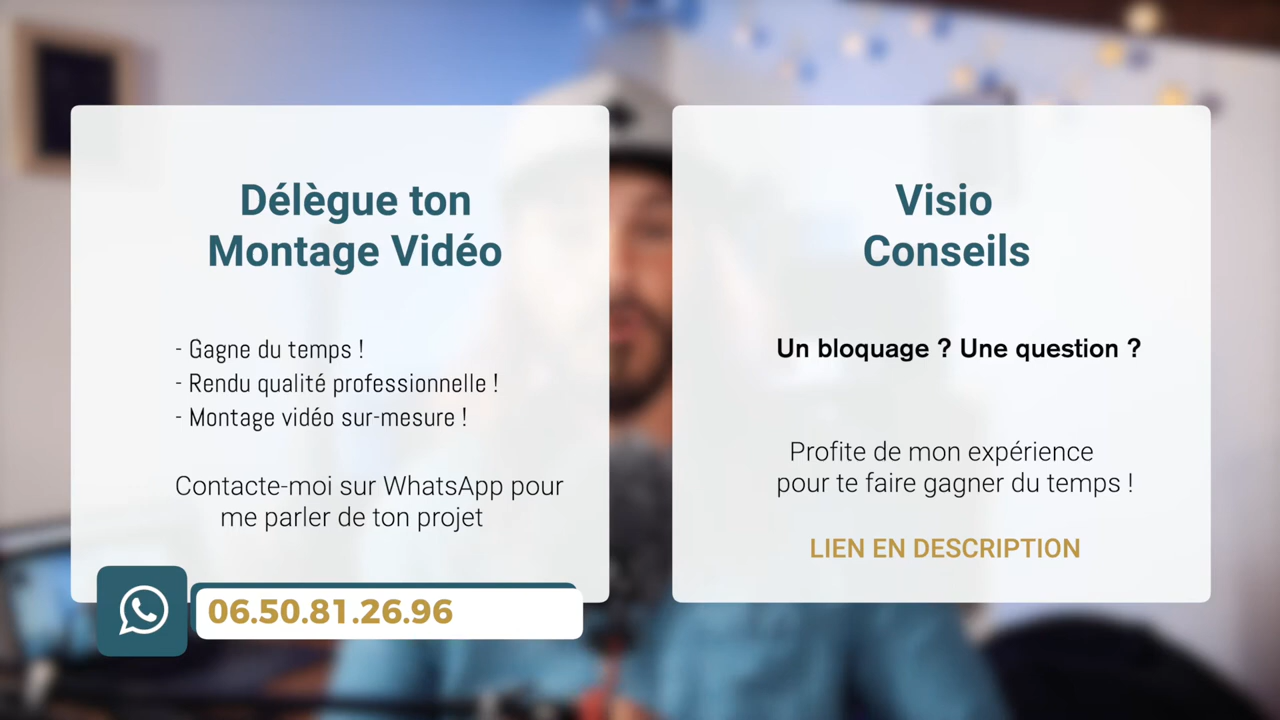 Délègue ton
Montage Vidéo
- Gagne du temps !
- Rendu qualité professionnelle !
- Montage vidéo sur-mesure !
Contacte-moi sur WhatsApp pour
me parler de ton projet
06.50.81.26.96
Visio
Conseils
Un bloquage ? Une question ?
Profite de mon expérience
pour te faire gagner du temps !
LIEN EN DESCRIPTION